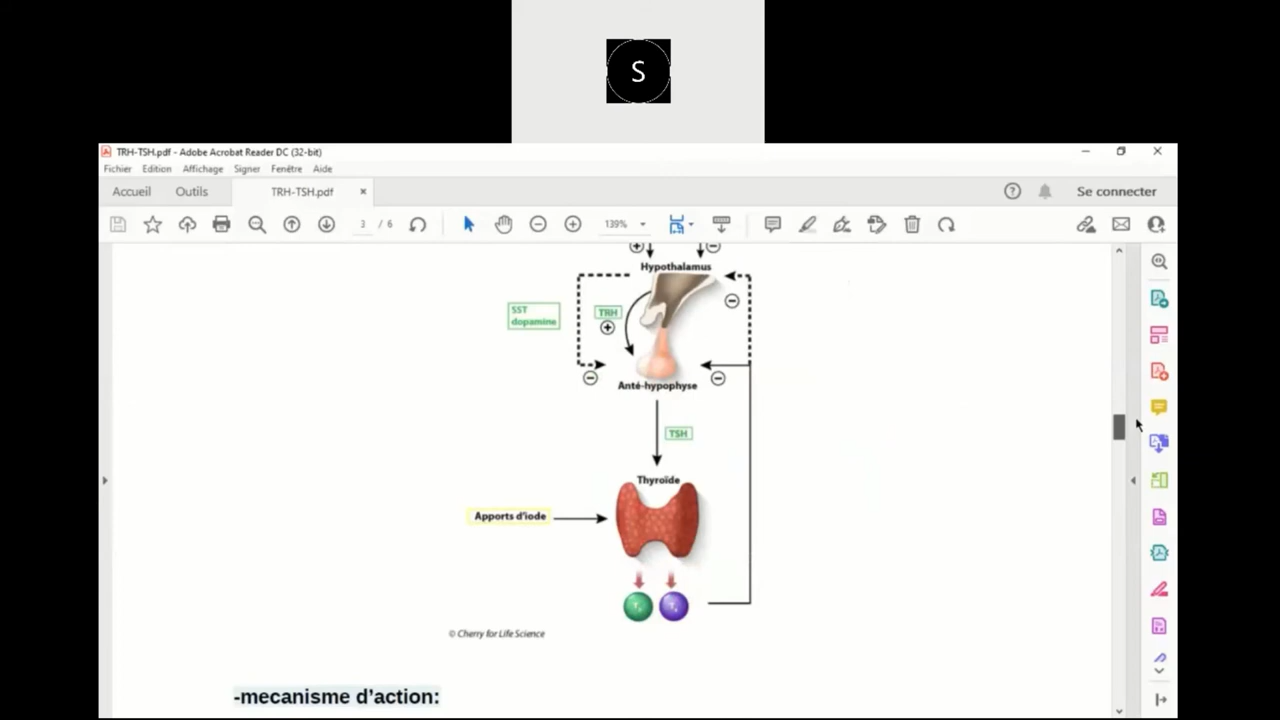 S
TRH-TSH.pdf - Adobe Acrobat Reader DC (32-bit)
Fichier Edition Affichage Signer Fenêtre Aide
Accueil Outils TRH-TSH.pdf × Se connecter
3 / 6 139%
Hypothalamus
SST
dopamine
TRH
Anté-hypophyse
TSH
Thyroïde
Apports d'iode
© Cherry for Life Science
-mecanisme d'action: